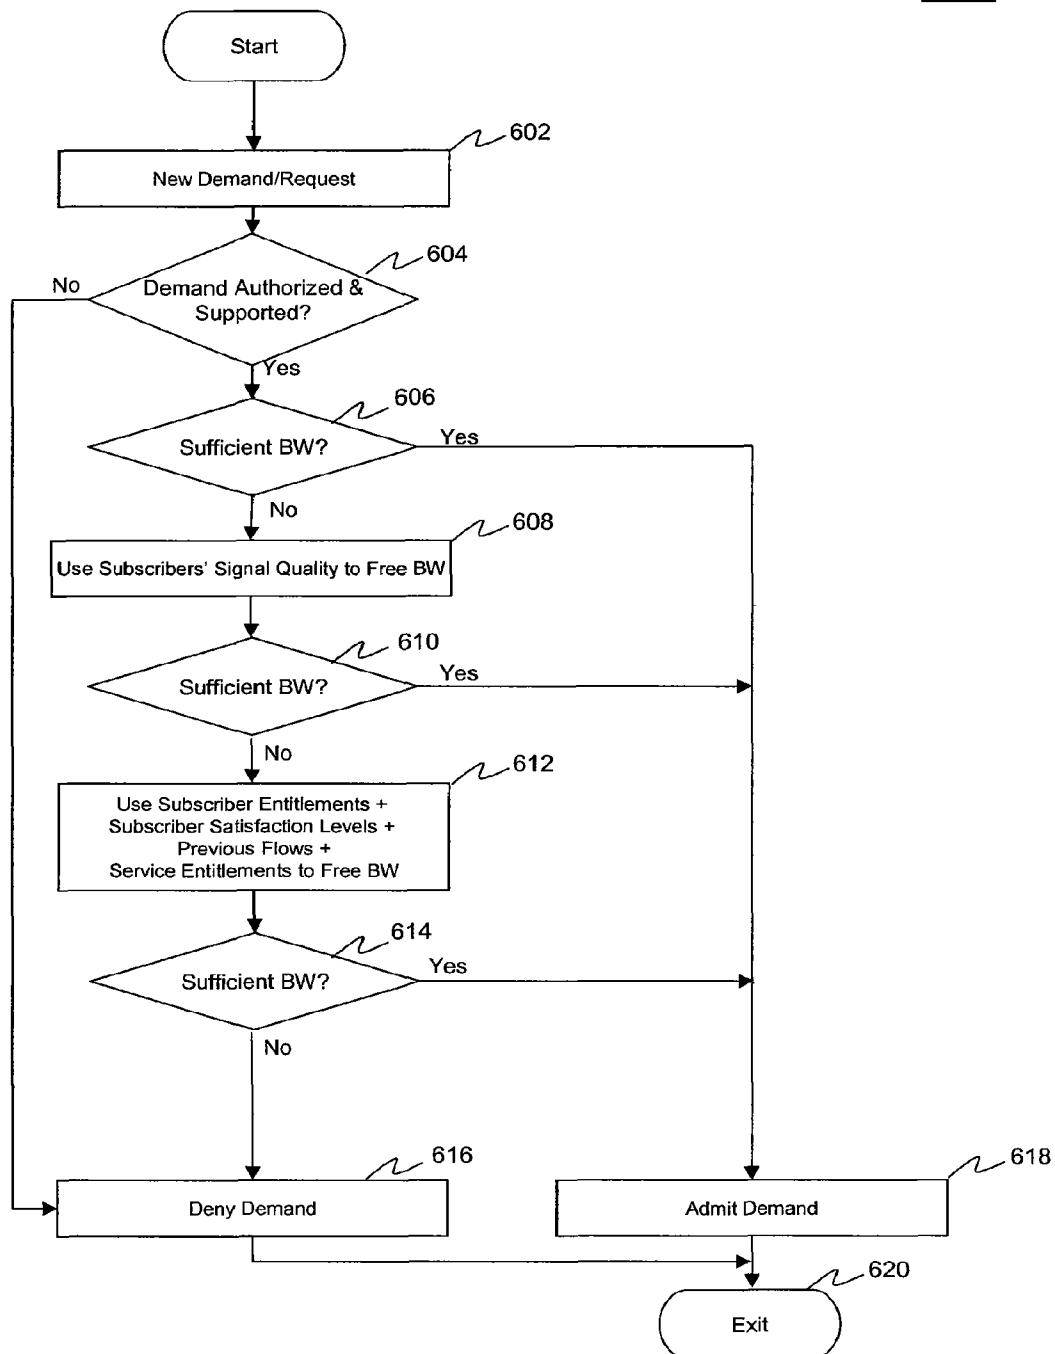 Start
602
New Demand/Request
604
No
Demand Authorized &
Supported?
Yes
606
Sufficient BW?
Yes
No
608
Use Subscribers' Signal Quality to Free BW
610
Sufficient BW?
Yes
No
612
Use Subscriber Entitlements +
Subscriber Satisfaction Levels +
Previous Flows +
Service Entitlements to Free BW
614
Sufficient BW?
Yes
No
616
Deny Demand
618
Admit Demand
620
Exit